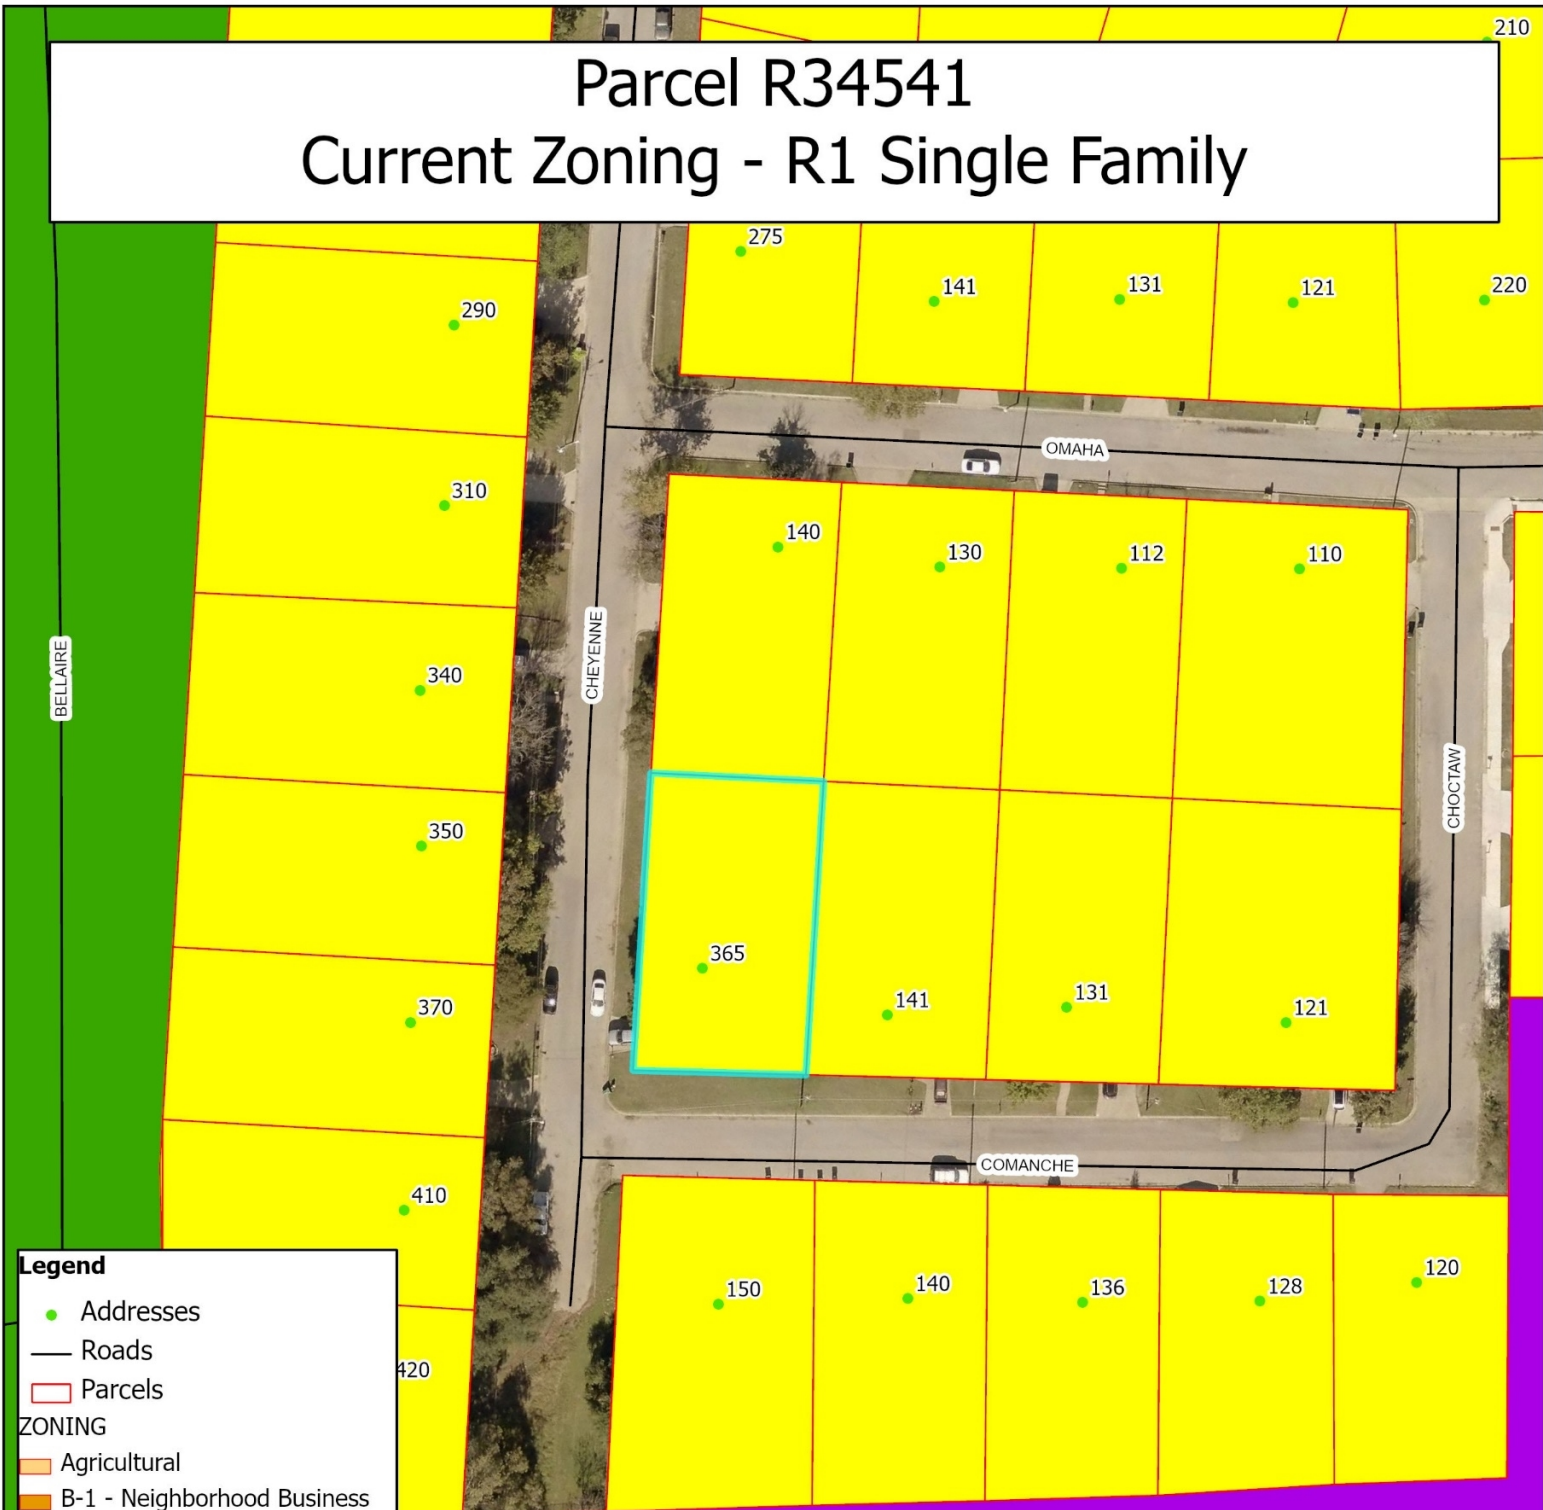 210
Parcel R34541
Current Zoning - R1 Single Family
275
141
131
121
220
290
OMAHA
310
140
130
112
110
BELLAIRE
CHEYENNE
340
CHOCTAW
350
365
141
131
121
370
COMANCHE
410
150
140
136
128
120
420
Legend
Addresses
Roads
Parcels
ZONING
Agricultural
B-1 - Neighborhood Business